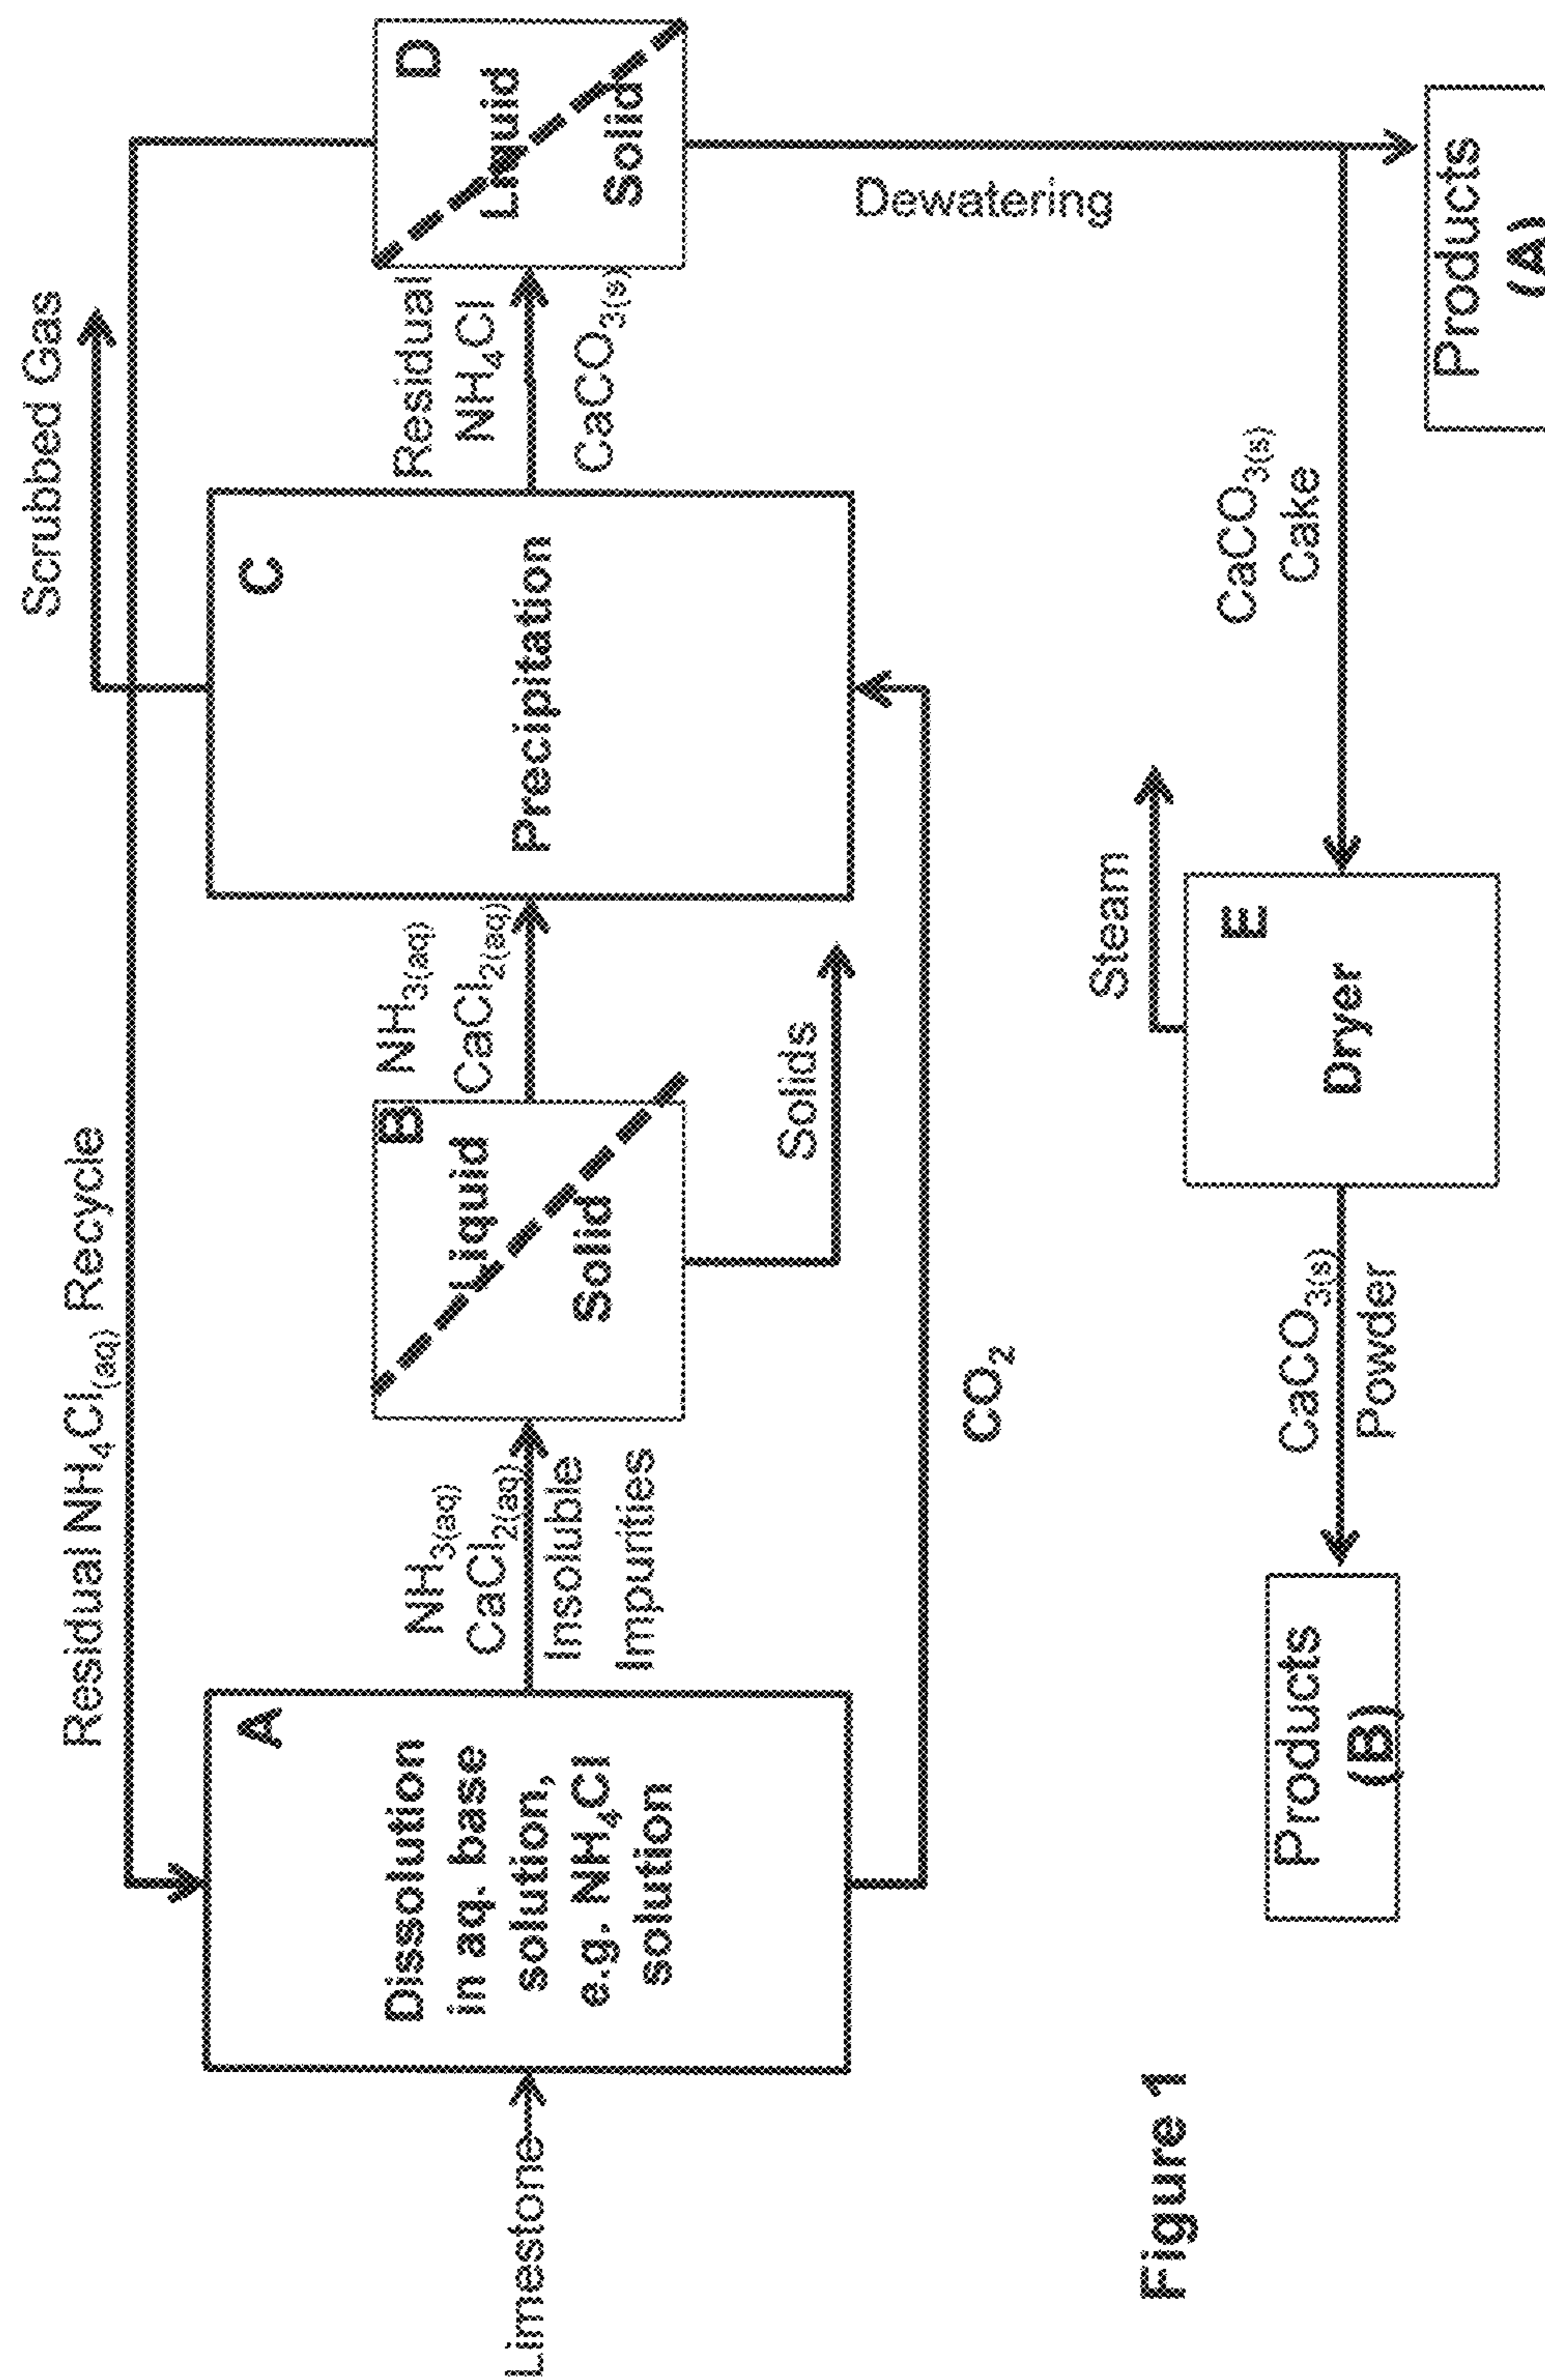 Scrubbed Gas
Residual NH₄Cl₍aq₎ Recycle
Limestone
A
Dissolution
in aq. base
solution,
e.g. NH₄Cl
solution
NH₃(aq)
CaCl₂(aq)
Insoluble
Impurities
B
Liquid
Solid
Solids
NH₃(aq)
CaCl₂(aq)
C
Precipitation
CO₂
Residual
NH₄Cl
CaCO₃(s)
D
Liquid
Solid
Dewatering
Products
(A)
CaCO₃(s)
Cake
Steam
E
Dryer
CaCO₃(s)
Powder
Products
(B)
Figure 1